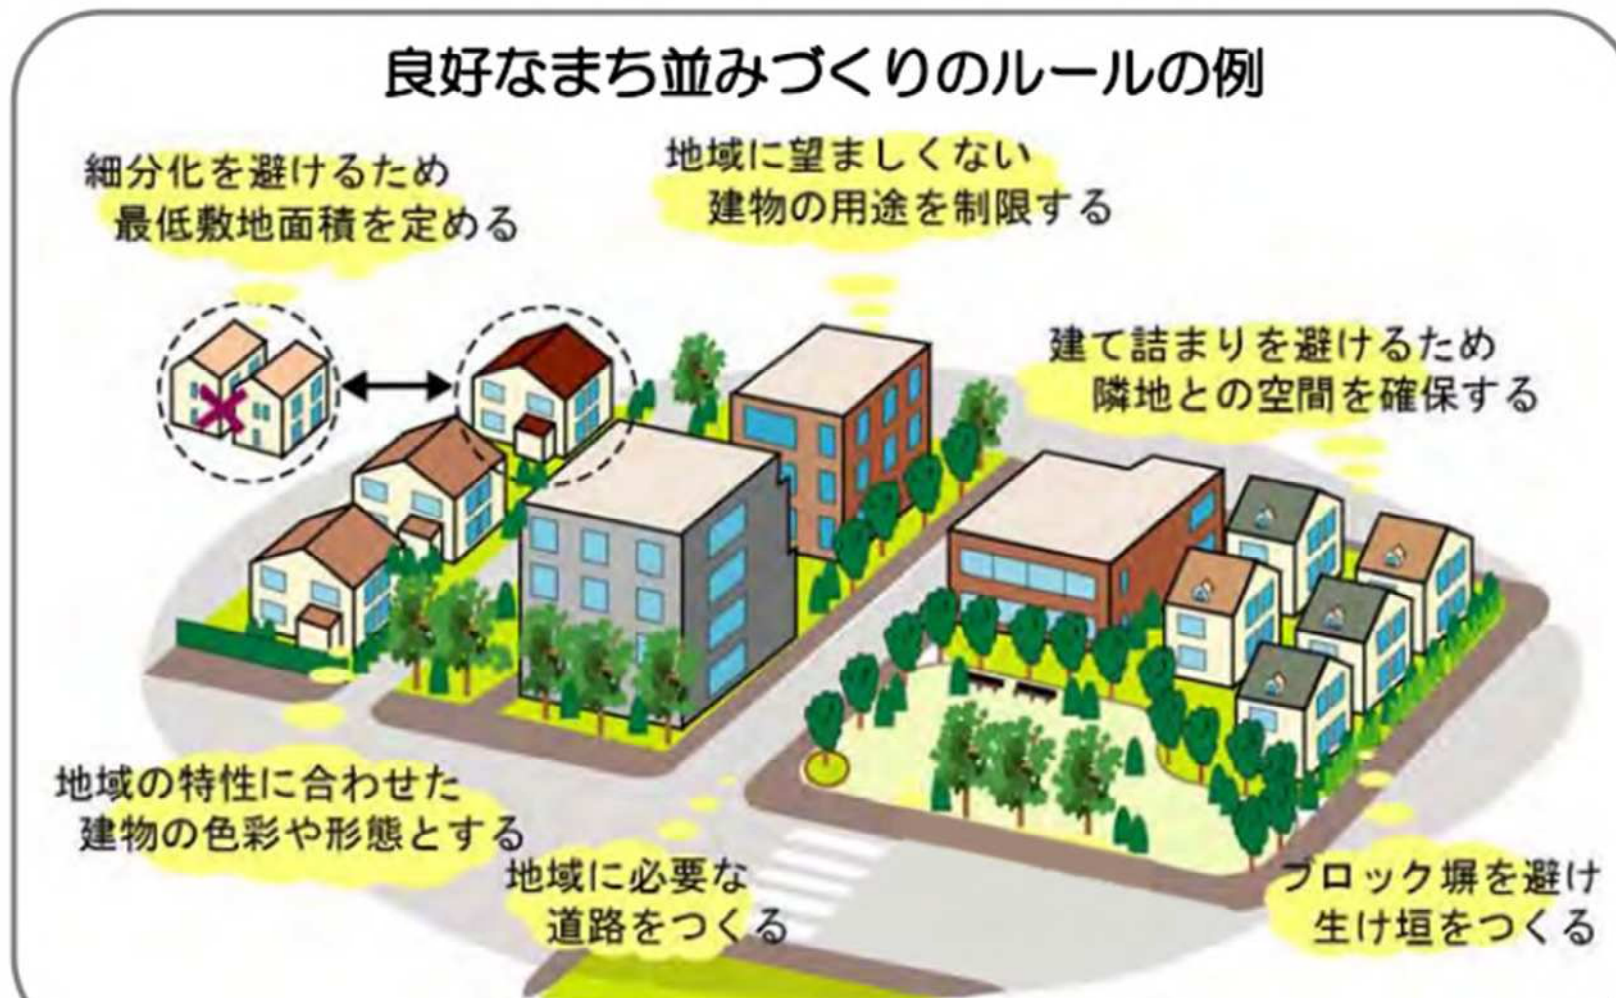 良好なまち並みづくりのルールの例
細分化を避けるため
最低敷地面積を定める
地域に望ましくない
建物の用途を制限する
建て詰まりを避けるため
隣地との空間を確保する
地域の特性に合わせた
建物の色彩や形態とする
地域に必要な
道路をつくる
ブロック塀を避け
生け垣をつくる